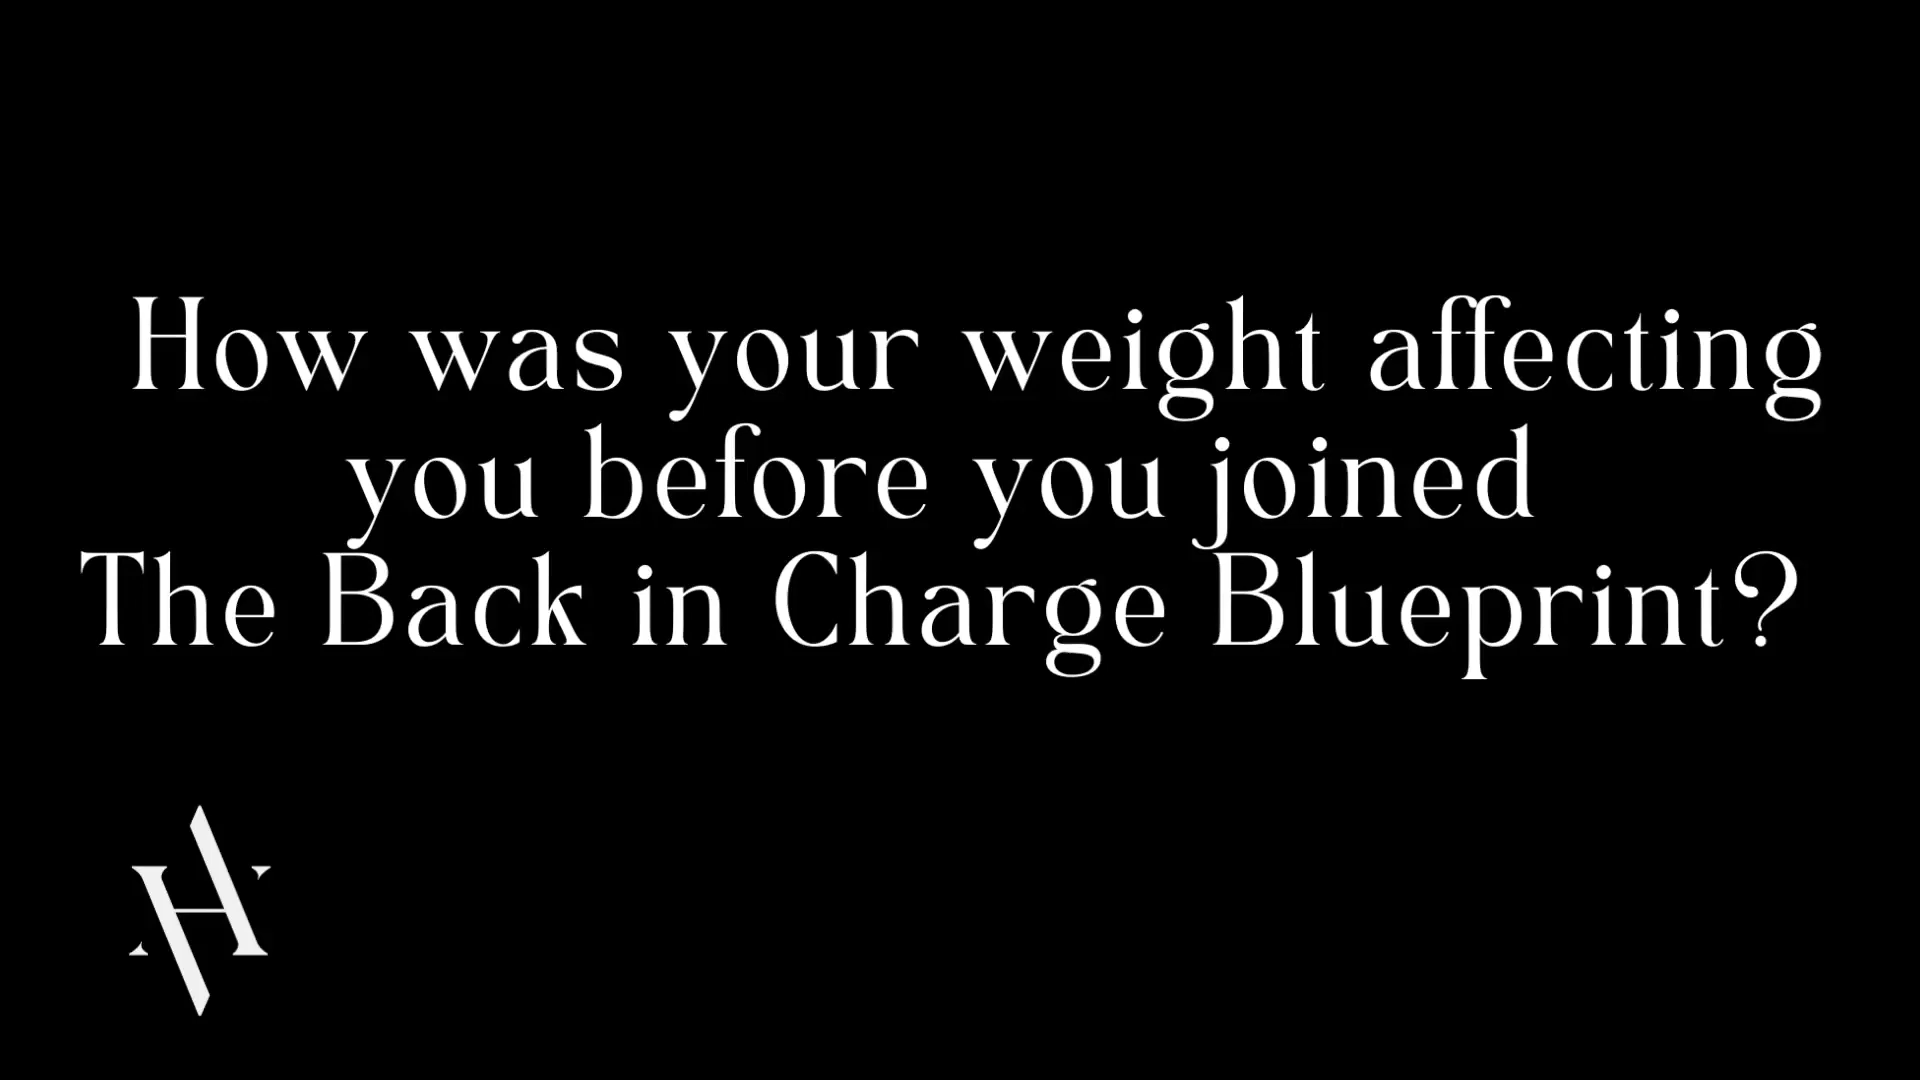 How was your weight affecting
you before you joined
The Back in Charge Blueprint?